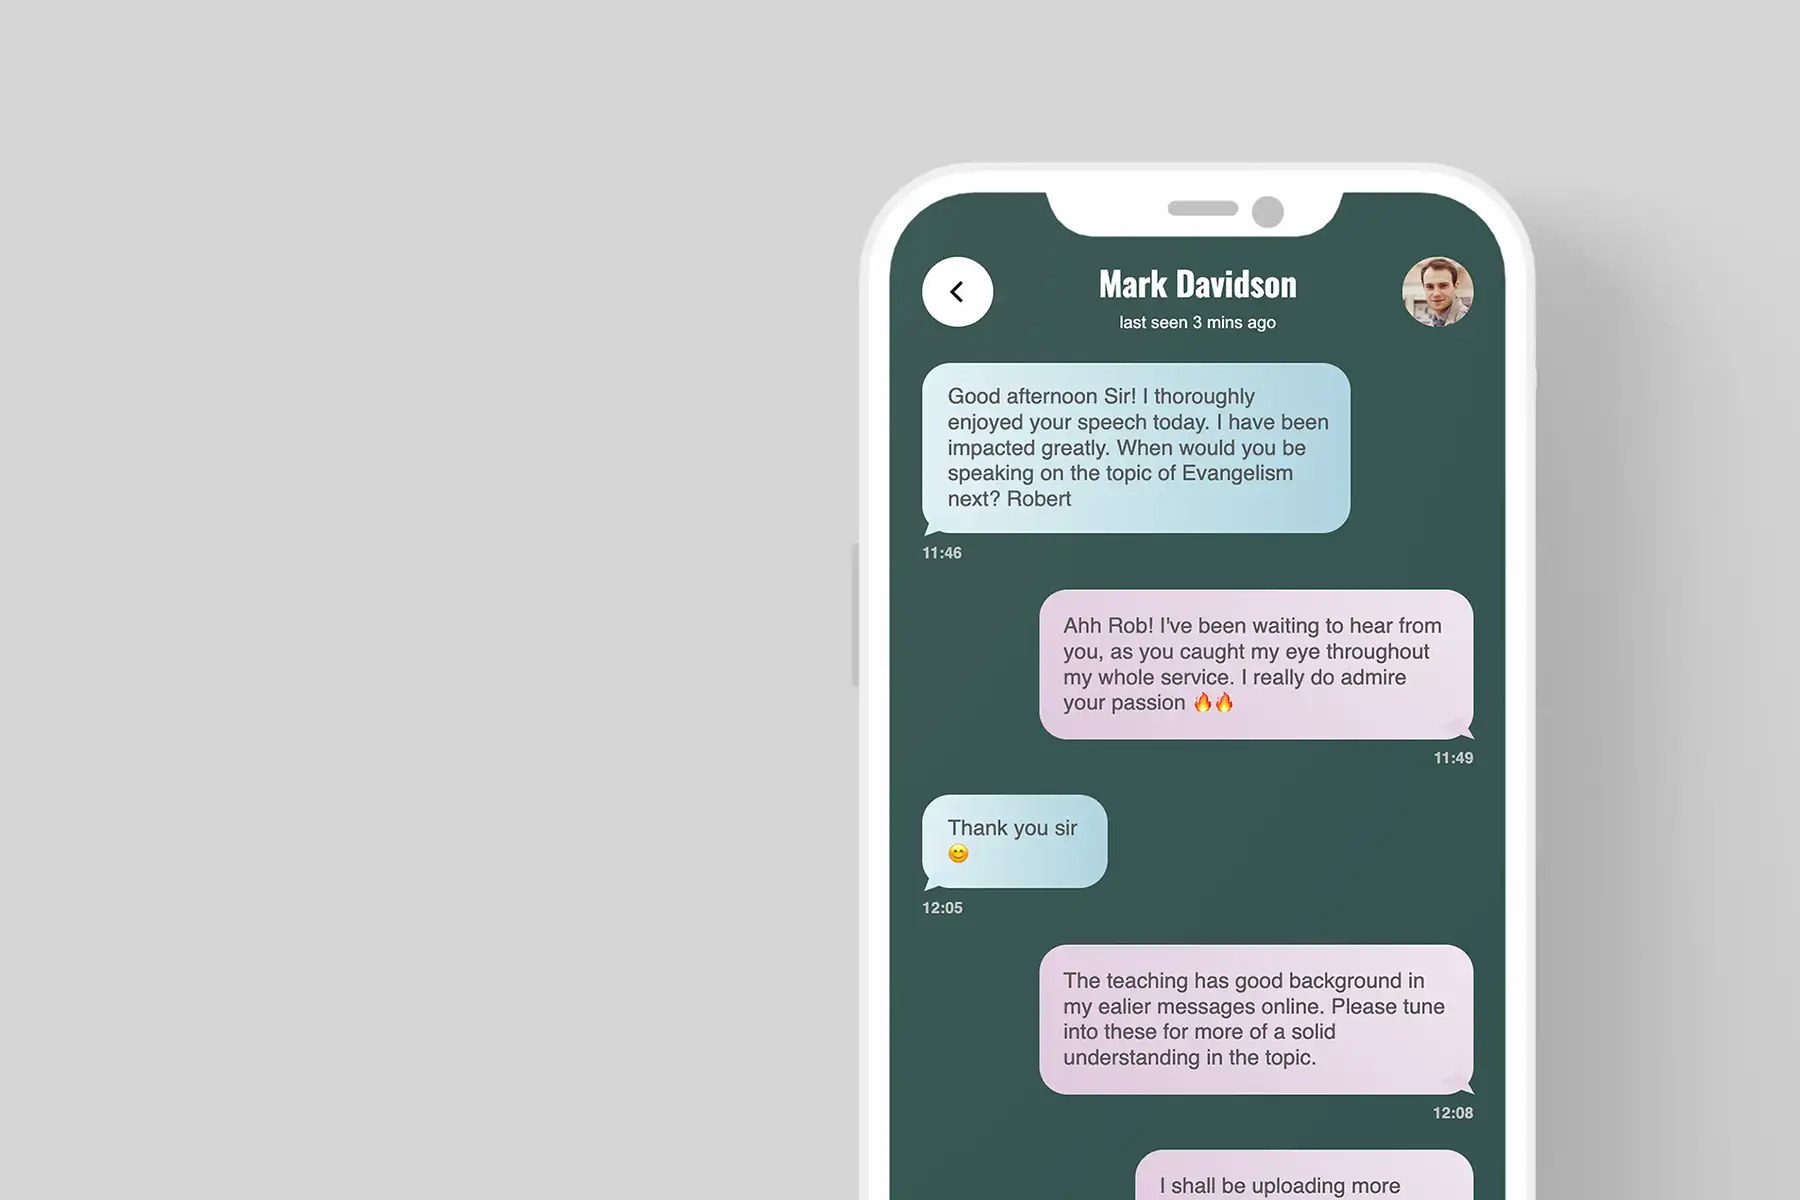 Mark Davidson
last seen 3 mins ago
Good afternoon Sir! I thoroughly
enjoyed your speech today. I have been
impacted greatly. When would you be
speaking on the topic of Evangelism
next? Robert
11:46
Ahh Rob! I've been waiting to hear from
you, as you caught my eye throughout
my whole service. I really do admire
your passion 🔥🔥
11:49
Thank you sir
😊
12:05
The teaching has good background in
my ealier messages online. Please tune
into these for more of a solid
understanding in the topic.
12:08
I shall be uploading more